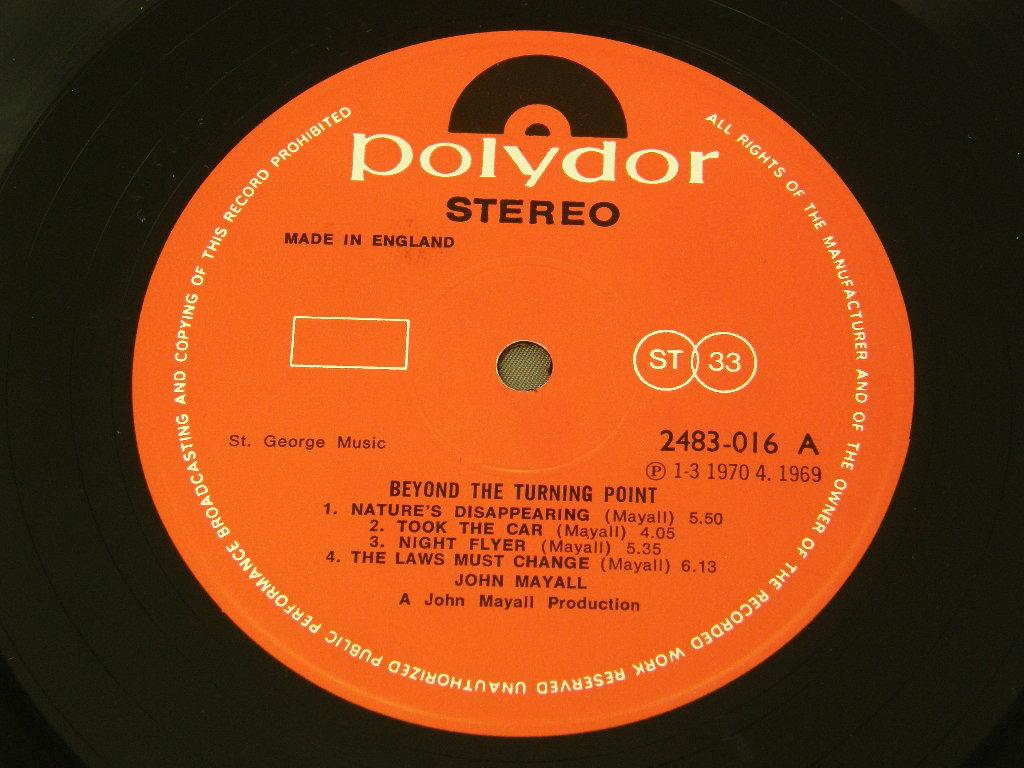 polydor
STEREO
MADE IN ENGLAND
ST 33
St. George Music
2483-016 A
℗ 1-3 1970 4. 1969
BEYOND THE TURNING POINT
1. NATURE'S DISAPPEARING (Mayall) 5.50
2. TOOK THE CAR (Mayall) 4.05
3. NIGHT FLYER (Mayall) 5.35
4. THE LAWS MUST CHANGE (Mayall) 6.13
JOHN MAYALL
A John Mayall Production
ALL RIGHTS OF THE MANUFACTURER AND OF THE OWNER OF THE RECORDED WORK RESERVED UNAUTHORIZED PUBLIC PERFORMANCE BROADCASTING AND COPYING OF THIS RECORD PROHIBITED